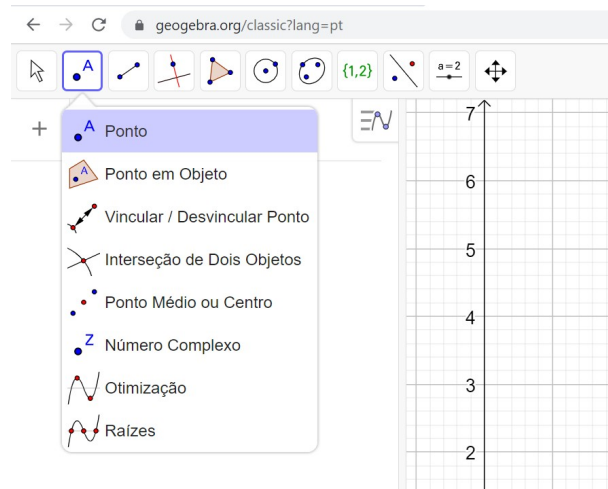 geogebra.org/classic?lang=pt
A
{1,2}
a=2
A Ponto
A Ponto em Objeto
Vincular / Desvincular Ponto
Interseção de Dois Objetos
Ponto Médio ou Centro
Z Número Complexo
Otimização
Raízes
7
6
5
4
3
2